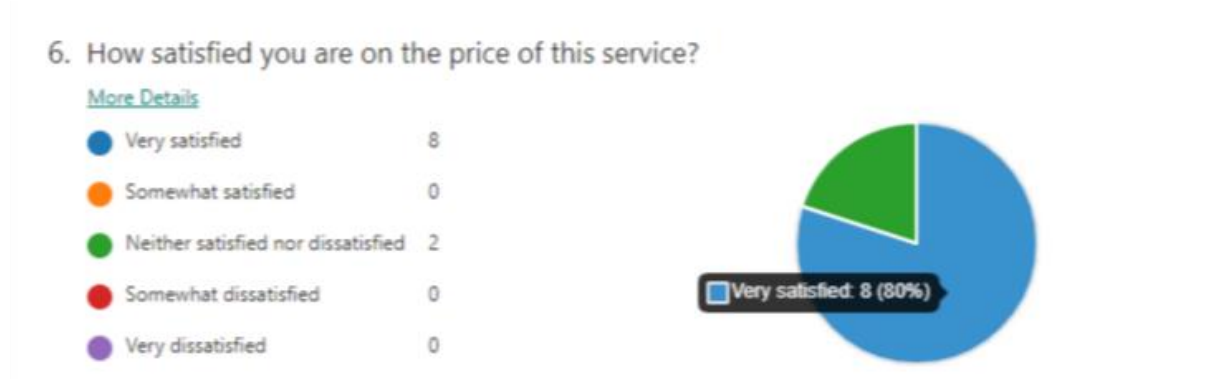 6. How satisfied you are on the price of this service?
More Details
Very satisfied 8
Somewhat satisfied 0
Neither satisfied nor dissatisfied 2
Somewhat dissatisfied 0
Very dissatisfied 0
Very satisfied: 8 (80%)